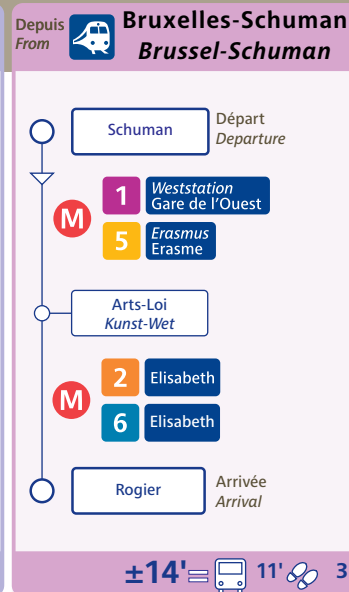 Depuis
From
Bruxelles-Schuman
Brussel-Schuman
Schuman
Départ
Departure
M
1
Weststation
Gare de l'Ouest
5
Erasmus
Erasme
Arts-Loi
Kunst-Wet
M
2 Elisabeth
6 Elisabeth
Rogier
Arrivée
Arrival
±14'= 11' 3